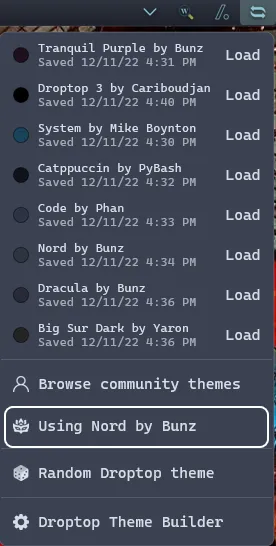 Tranquil Purple by Bunz
Saved 12/11/22 4:31 PM
Load
Droptop 3 by Cariboudjan
Saved 12/11/22 4:40 PM
Load
System by Mike Boynton
Saved 12/11/22 4:30 PM
Load
Catppuccin by PyBash
Saved 12/11/22 4:32 PM
Load
Code by Phan
Saved 12/11/22 4:33 PM
Load
Nord by Bunz
Saved 12/11/22 4:34 PM
Load
Dracula by Bunz
Saved 12/11/22 4:36 PM
Load
Big Sur Dark by Yaron
Saved 12/11/22 4:36 PM
Load
Browse community themes
Using Nord by Bunz
Random Droptop theme
Droptop Theme Builder